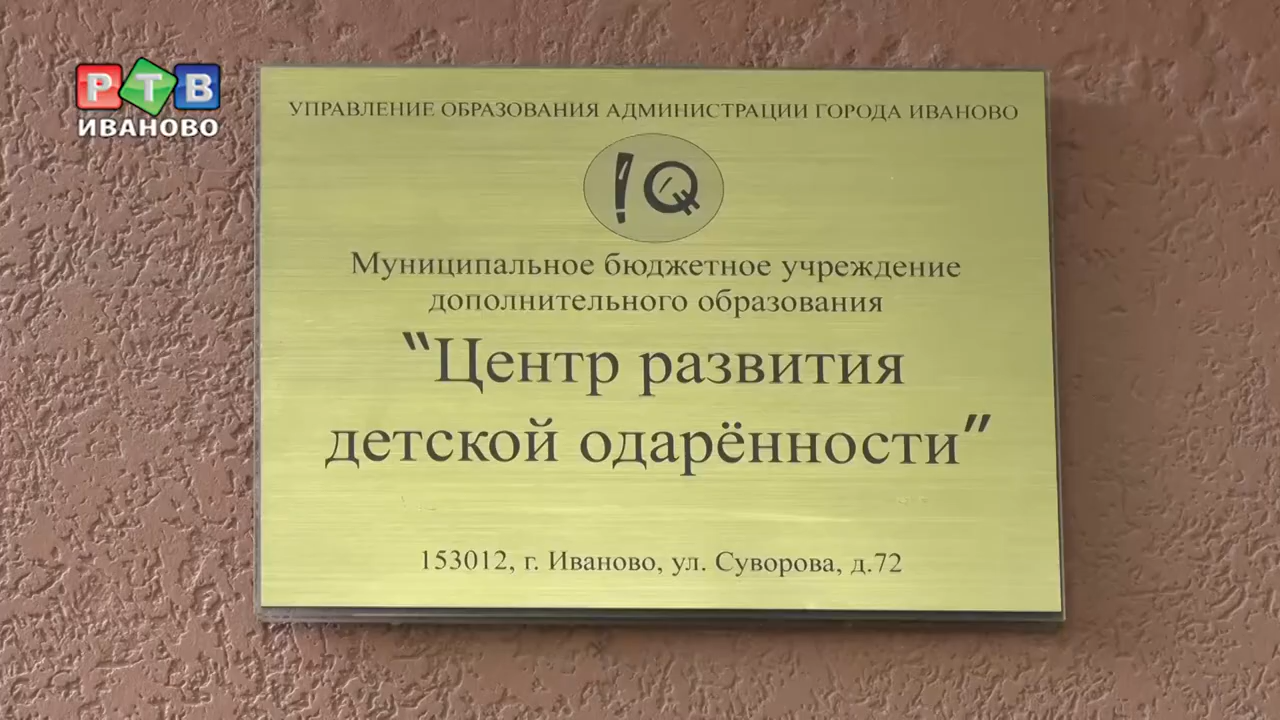 РТВ
ИВАНОВО
УПРАВЛЕНИЕ ОБРАЗОВАНИЯ АДМИНИСТРАЦИИ ГОРОДА ИВАНОВО
!Q
Муниципальное бюджетное учреждение
дополнительного образования
"Центр развития
детской одарённости"
153012, г. Иваново, ул. Суворова, д.72